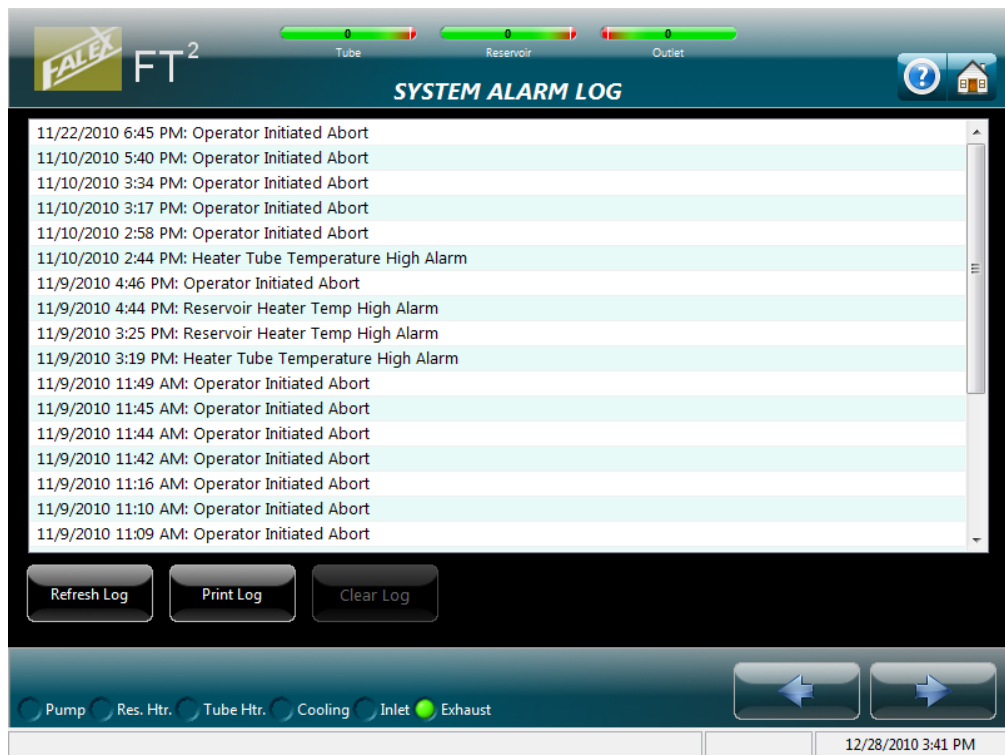 FALEX FT2
0 0 0
Tube Reservoir Outlet
SYSTEM ALARM LOG
?
11/22/2010 6:45 PM: Operator Initiated Abort
11/10/2010 5:40 PM: Operator Initiated Abort
11/10/2010 3:34 PM: Operator Initiated Abort
11/10/2010 3:17 PM: Operator Initiated Abort
11/10/2010 2:58 PM: Operator Initiated Abort
11/10/2010 2:44 PM: Heater Tube Temperature High Alarm
11/9/2010 4:46 PM: Operator Initiated Abort
11/9/2010 4:44 PM: Reservoir Heater Temp High Alarm
11/9/2010 3:25 PM: Reservoir Heater Temp High Alarm
11/9/2010 3:19 PM: Heater Tube Temperature High Alarm
11/9/2010 11:49 AM: Operator Initiated Abort
11/9/2010 11:45 AM: Operator Initiated Abort
11/9/2010 11:44 AM: Operator Initiated Abort
11/9/2010 11:42 AM: Operator Initiated Abort
11/9/2010 11:16 AM: Operator Initiated Abort
11/9/2010 11:10 AM: Operator Initiated Abort
11/9/2010 11:09 AM: Operator Initiated Abort
Refresh Log Print Log Clear Log
Pump Res. Htr. Tube Htr. Cooling Inlet Exhaust
12/28/2010 3:41 PM